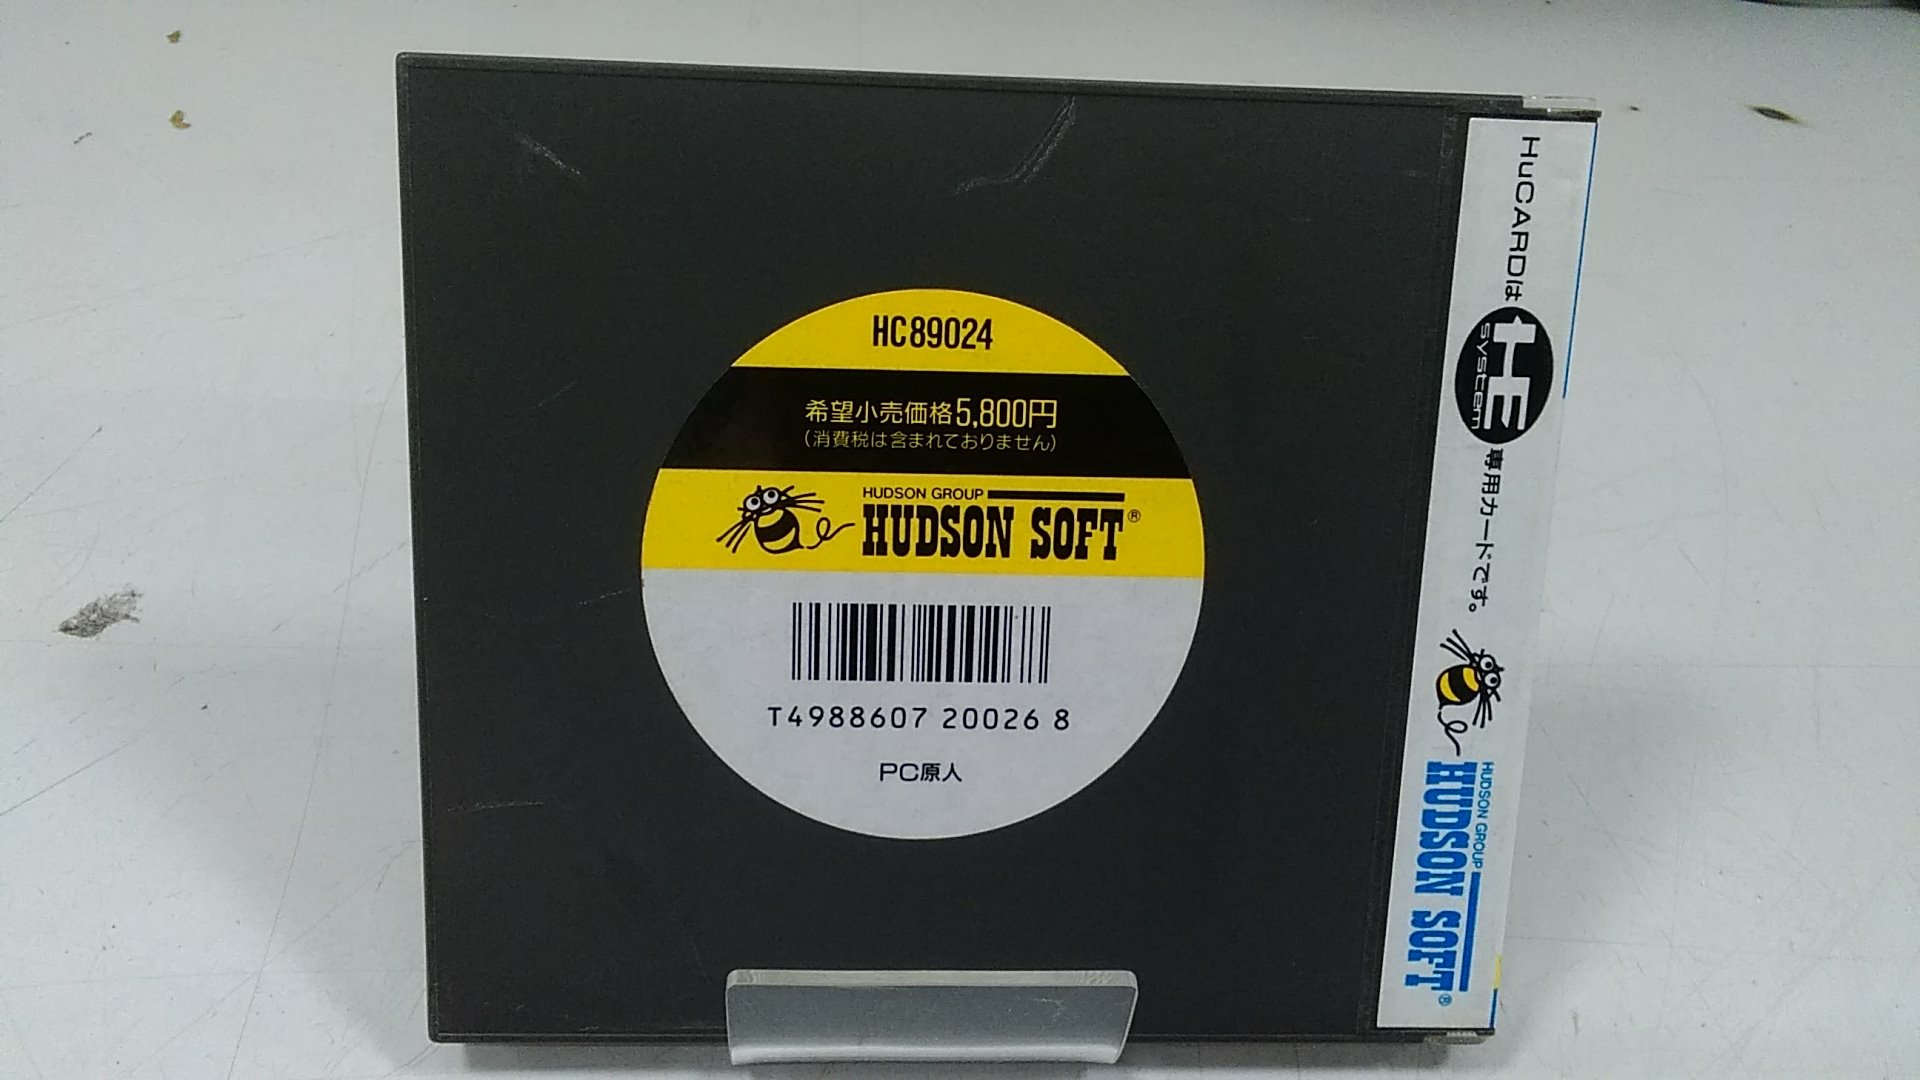 HC89024
希望小売価格5,800円
(消費税は含まれておりません)
HUDSON GROUP
HUDSON SOFT®
T4988607 20026 8
PC原人
HuCARDは HE system 専用カードです。
HUDSON GROUP
HUDSON SOFT®